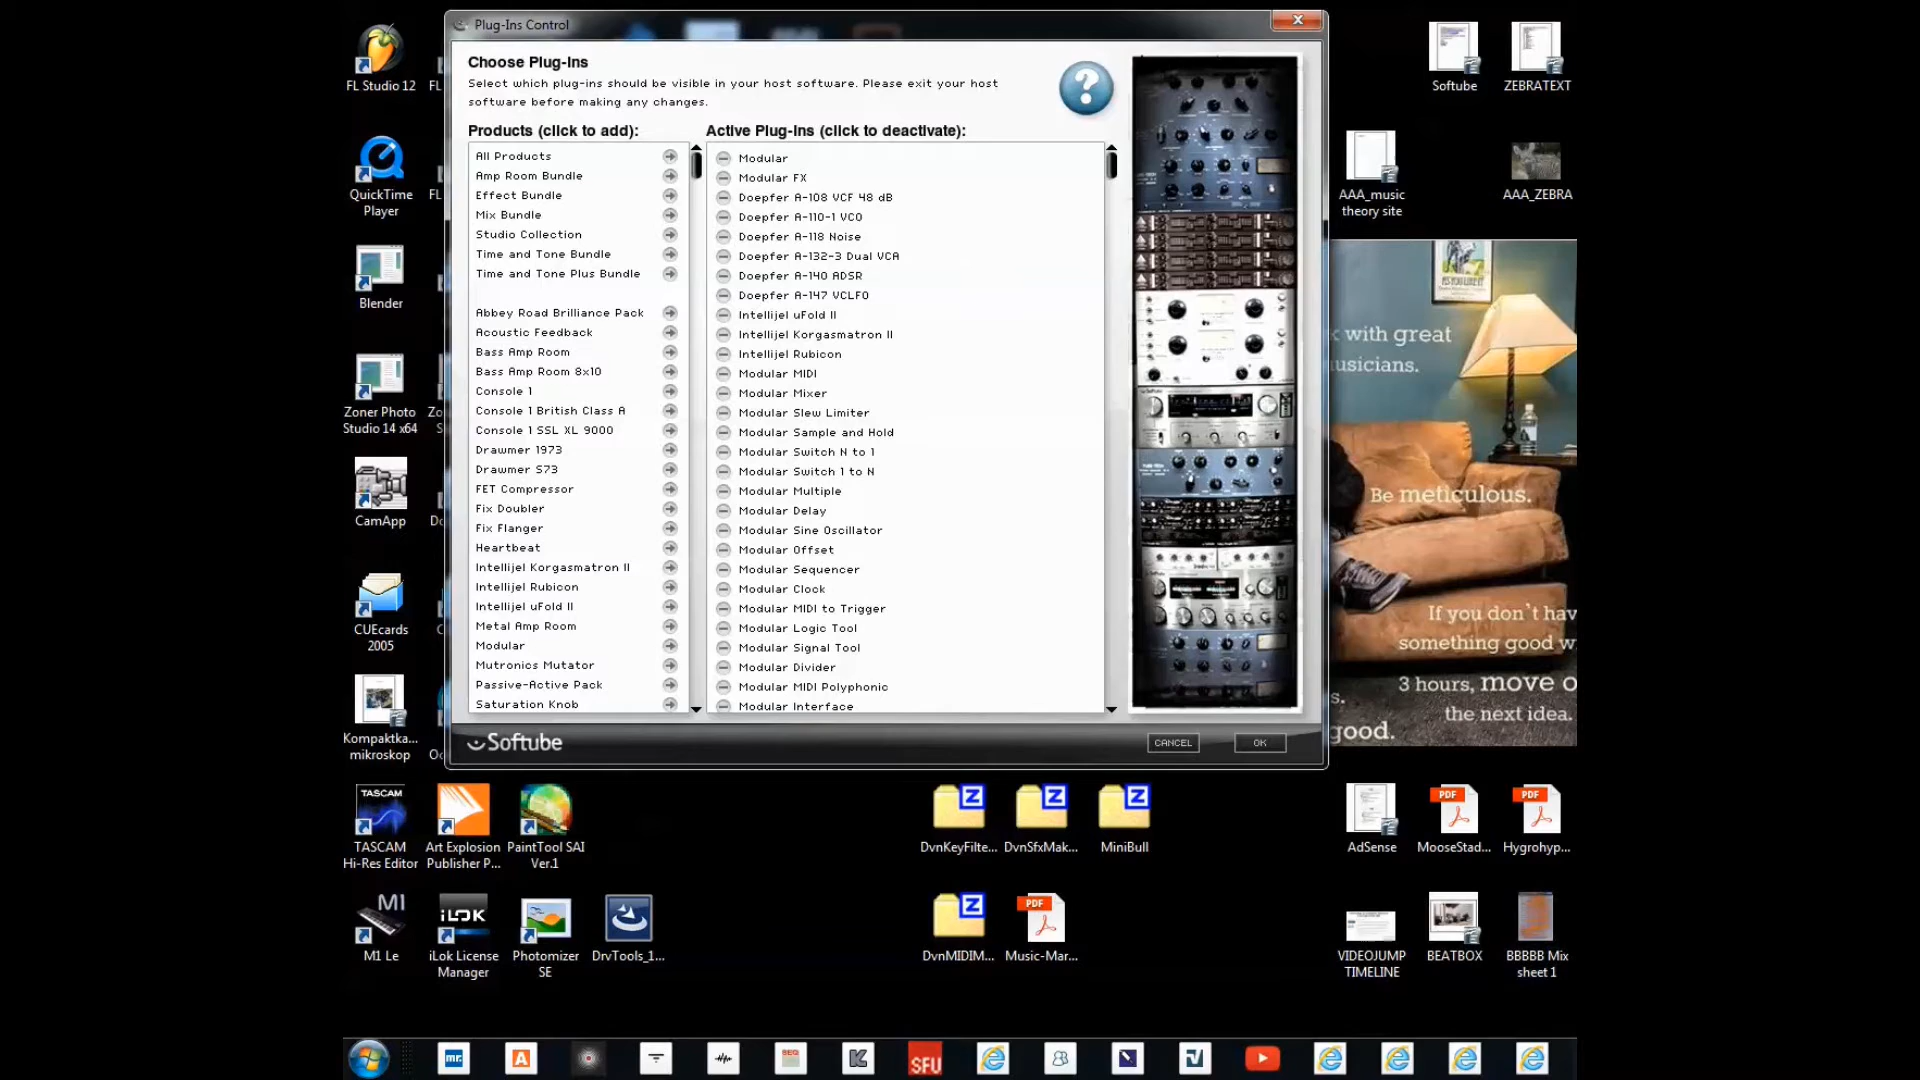 Plug-Ins Control
Choose Plug-Ins
Select which plug-ins should be visible in your host software. Please exit your host
software before making any changes.
Products (click to add):
All Products
Amp Room Bundle
Effect Bundle
Mix Bundle
Studio Collection
Time and Tone Bundle
Time and Tone Plus Bundle
Abbey Road Brilliance Pack
Acoustic Feedback
Bass Amp Room
Bass Amp Room 8x10
Console 1
Console 1 British Class A
Console 1 SSL XL 9000
Drawmer 1973
Drawmer S73
FET Compressor
Fix Doubler
Fix Flanger
Heartbeat
Intellijel Korgasmatron II
Intellijel Rubicon
Intellijel uFold II
Metal Amp Room
Modular
Mutronics Mutator
Passive-Active Pack
Saturation Knob
Active Plug-Ins (click to deactivate):
Modular
Modular FX
Doepfer A-108 VCF 48 dB
Doepfer A-110-1 VCO
Doepfer A-118 Noise
Doepfer A-132-3 Dual VCA
Doepfer A-140 ADSR
Doepfer A-147 VCLFO
Intellijel uFold II
Intellijel Korgasmatron II
Intellijel Rubicon
Modular MIDI
Modular Mixer
Modular Slew Limiter
Modular Sample and Hold
Modular Switch N to 1
Modular Switch 1 to N
Modular Multiple
Modular Delay
Modular Sine Oscillator
Modular Offset
Modular Sequencer
Modular Clock
Modular MIDI to Trigger
Modular Logic Tool
Modular Signal Tool
Modular Divider
Modular MIDI Polyphonic
Modular Interface
Softube
CANCEL
OK
FL Studio 12
FL
QuickTime
Player
FL
Blender
Zoner Photo
Studio 14 x64
Zo
S
CamApp
Do
CUEcards
2005
Kompaktka...
mikroskop
TASCAM
TASCAM
Hi-Res Editor
Art Explosion
Publisher P...
PaintTool SAI
Ver.1
M1
M1 Le
iLOK
iLok License
Manager
Photomizer
SE
DrvTools_1...
DvnKeyFilte...
DvnSfxMak...
MiniBull
DvnMIDIM...
PDF
Music-Mar...
Softube
ZEBRATEXT
AAA_music
theory site
AAA_ZEBRA
k with great
usicians.
Be meticulous.
If you don't hav
something good w
3 hours, move o
s.
the next idea.
good.
AdSense
PDF
MooseStad...
PDF
Hygrohyp...
VIDEOJUMP
TIMELINE
BEATBOX
BBBBB Mix
sheet 1
mr.
A
SEQ
K
SFU